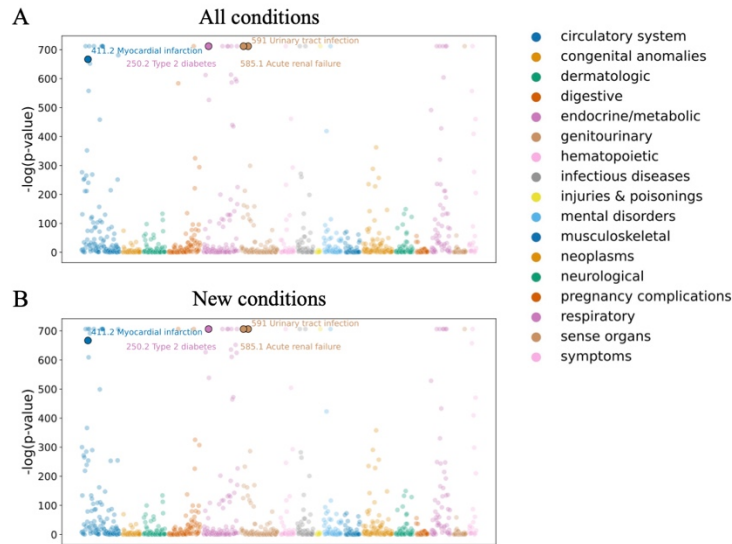 A
All conditions
591 Urinary tract infection
411.2 Myocardial infarction
250.2 Type 2 diabetes
585.1 Acute renal failure
700
600
500
400
300
200
100
0
-log(p-value)
B
New conditions
591 Urinary tract infection
411.2 Myocardial infarction
250.2 Type 2 diabetes
585.1 Acute renal failure
700
600
500
400
300
200
100
0
-log(p-value)
circulatory system
congenital anomalies
dermatologic
digestive
endocrine/metabolic
genitourinary
hematopoietic
infectious diseases
injuries & poisonings
mental disorders
musculoskeletal
neoplasms
neurological
pregnancy complications
respiratory
sense organs
symptoms